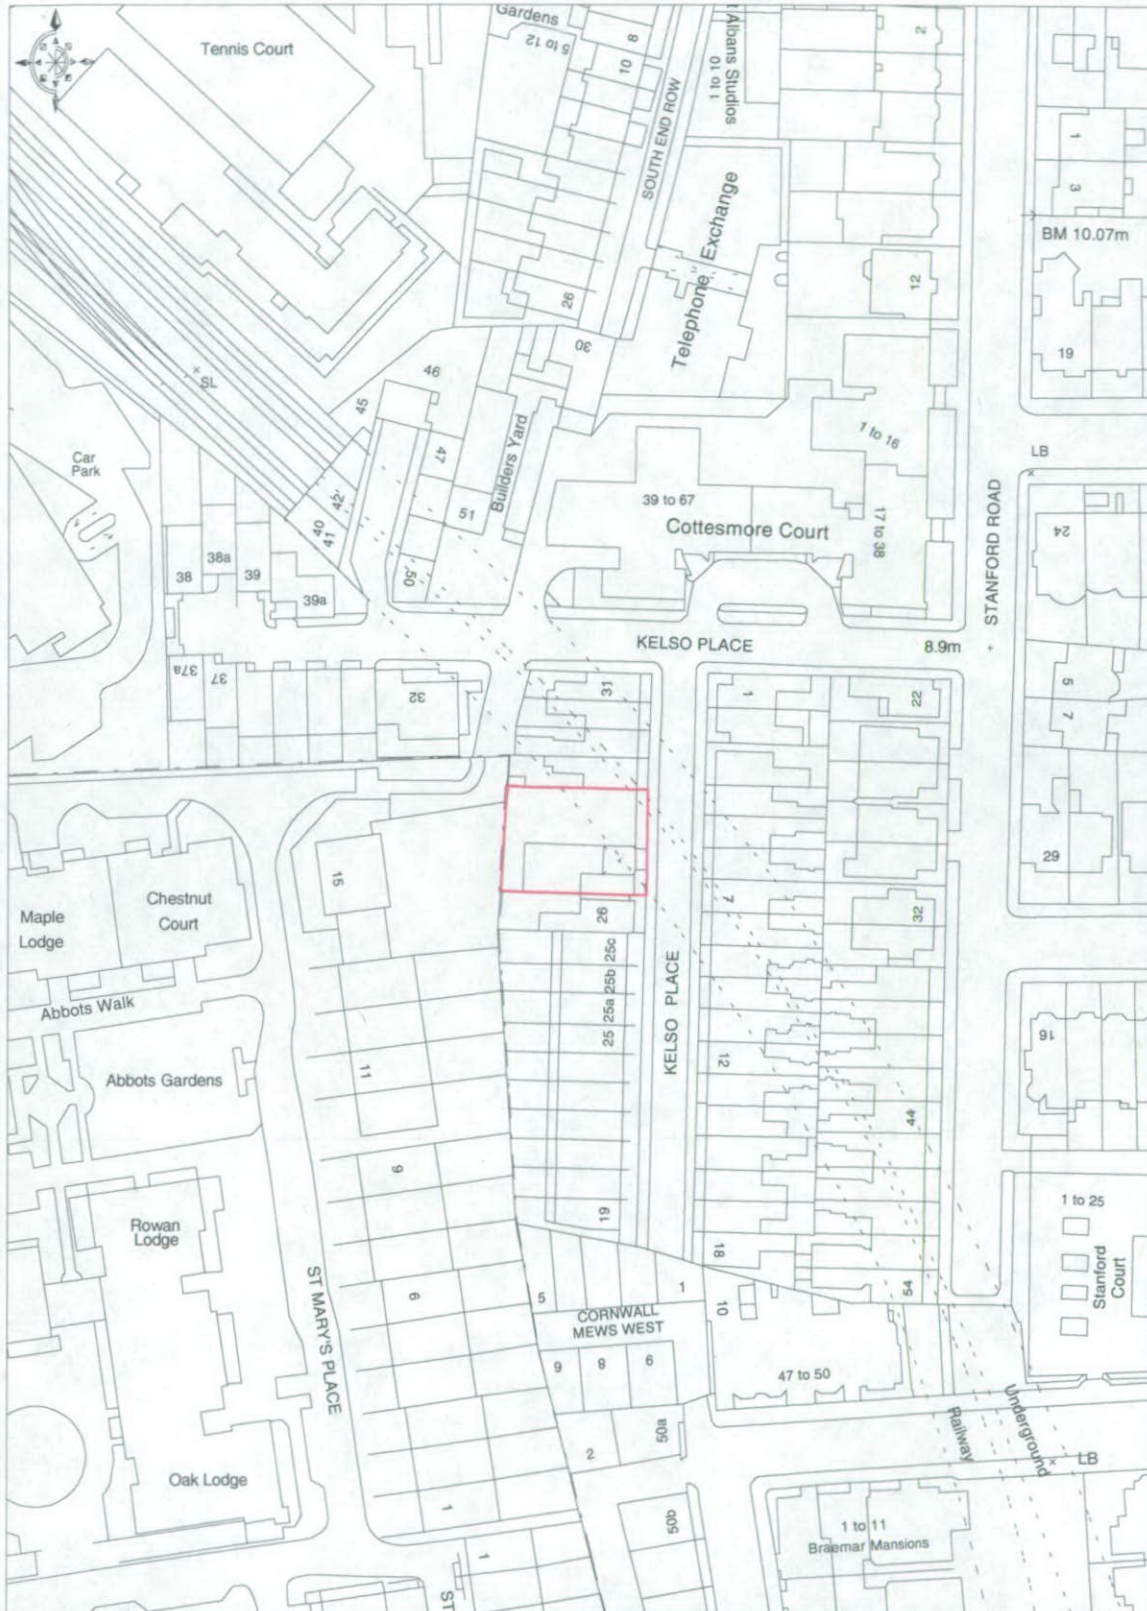 Tennis Court
Gardens
5 to 12
8
10
t Albans Studios
1 to 10
2
SOUTH END ROW
Telephone Exchange
1
3
BM 10.07m
12
19
26
30
46
45
SL
47
Builders Yard
51
50
42
40
41
Car
Park
38
38a
39
39a
1 to 16
39 to 67
Cottesmore Court
17 to 38
LB
24
STANFORD ROAD
KELSO PLACE
8.9m
37a
37
32
31
1
22
5
7
29
15
Chestnut
Court
Maple
Lodge
26
7
32
Abbots Walk
25 25a 25b 25c
KELSO PLACE
12
16
Abbots Gardens
11
44
9
19
18
1 to 25
Stanford
Court
Rowan
Lodge
ST MARY'S PLACE
6
5
1
10
54
CORNWALL
MEWS WEST
9
8
6
47 to 50
Underground
Railway
LB
2
50a
Oak Lodge
1
50b
1 to 11
Braemar Mansions
1
ST